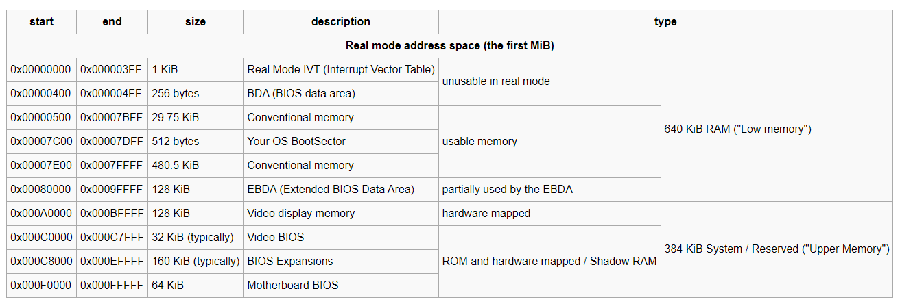 start end size description type
Real mode address space (the first MiB)
0x00000000 0x000003FF 1 KiB Real Mode IVT (Interrupt Vector Table) unusable in real mode 640 KiB RAM ("Low memory")
0x00000400 0x000004FF 256 bytes BDA (BIOS data area)
0x00000500 0x00007BFF 29.75 KiB Conventional memory usable memory
0x00007C00 0x00007DFF 512 bytes Your OS BootSector
0x00007E00 0x0007FFFF 480.5 KiB Conventional memory
0x00080000 0x0009FFFF 128 KiB EBDA (Extended BIOS Data Area) partially used by the EBDA
0x000A0000 0x000BFFFF 128 KiB Video display memory hardware mapped 384 KiB System / Reserved ("Upper Memory")
0x000C0000 0x000C7FFF 32 KiB (typically) Video BIOS ROM and hardware mapped / Shadow RAM
0x000C8000 0x000EFFFF 160 KiB (typically) BIOS Expansions
0x000F0000 0x000FFFFF 64 KiB Motherboard BIOS